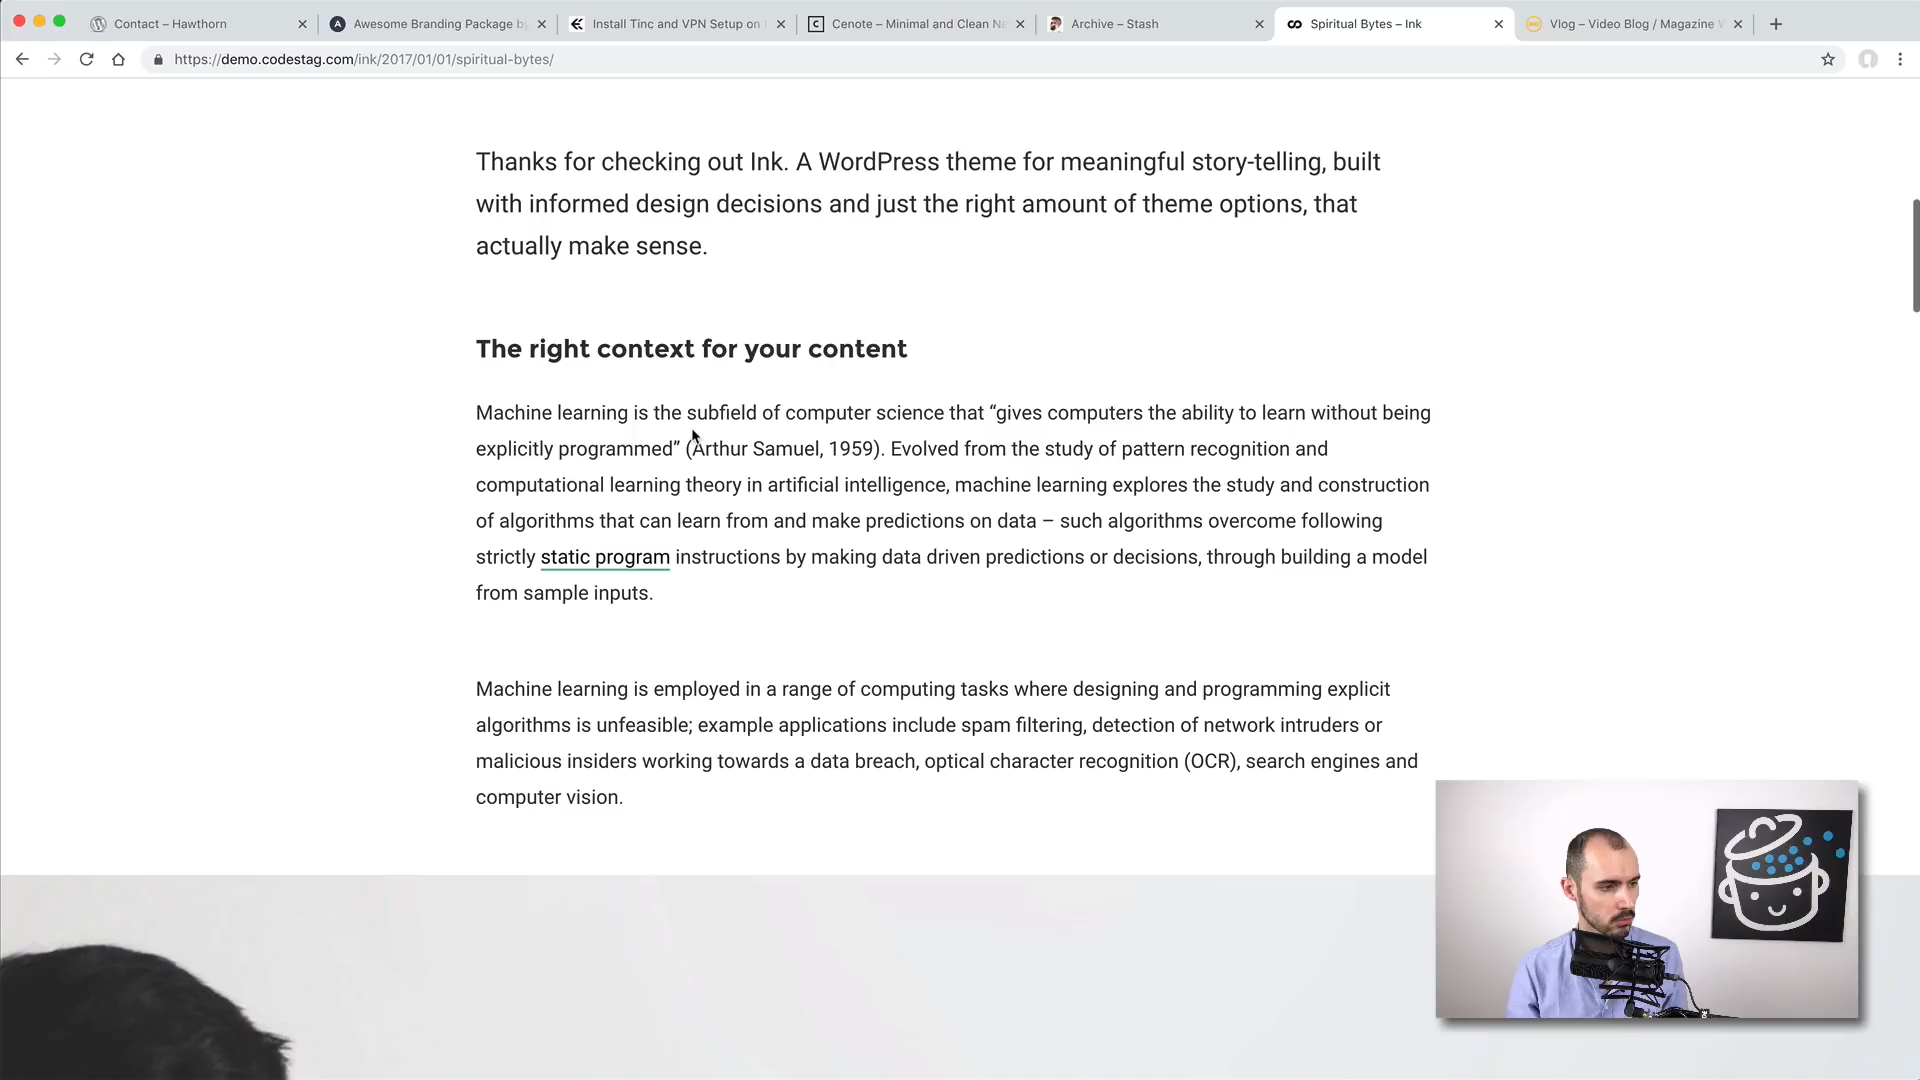 Contact – Hawthorn
Awesome Branding Package by
Install Tinc and VPN Setup on
Cenote – Minimal and Clean Ne
Archive – Stash
Spiritual Bytes – Ink
Vlog – Video Blog / Magazine W
https://demo.codestag.com/ink/2017/01/01/spiritual-bytes/
Thanks for checking out Ink. A WordPress theme for meaningful story-telling, built
with informed design decisions and just the right amount of theme options, that
actually make sense.
The right context for your content
Machine learning is the subfield of computer science that “gives computers the ability to learn without being
explicitly programmed” (Arthur Samuel, 1959). Evolved from the study of pattern recognition and
computational learning theory in artificial intelligence, machine learning explores the study and construction
of algorithms that can learn from and make predictions on data – such algorithms overcome following
strictly static program instructions by making data driven predictions or decisions, through building a model
from sample inputs.
Machine learning is employed in a range of computing tasks where designing and programming explicit
algorithms is unfeasible; example applications include spam filtering, detection of network intruders or
malicious insiders working towards a data breach, optical character recognition (OCR), search engines and
computer vision.